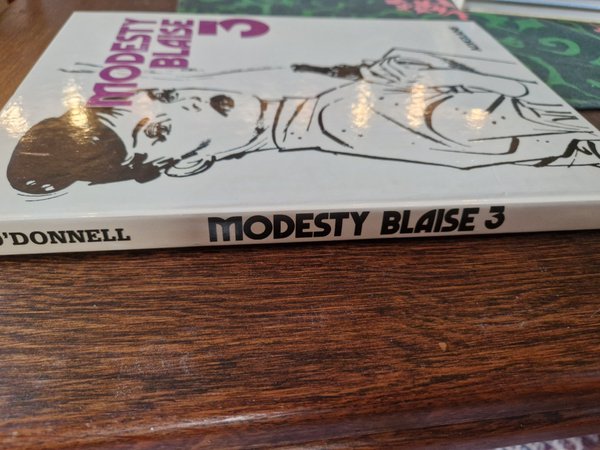 MODESTY
BLAISE
3
O'DONNELL MODESTY BLAISE 3